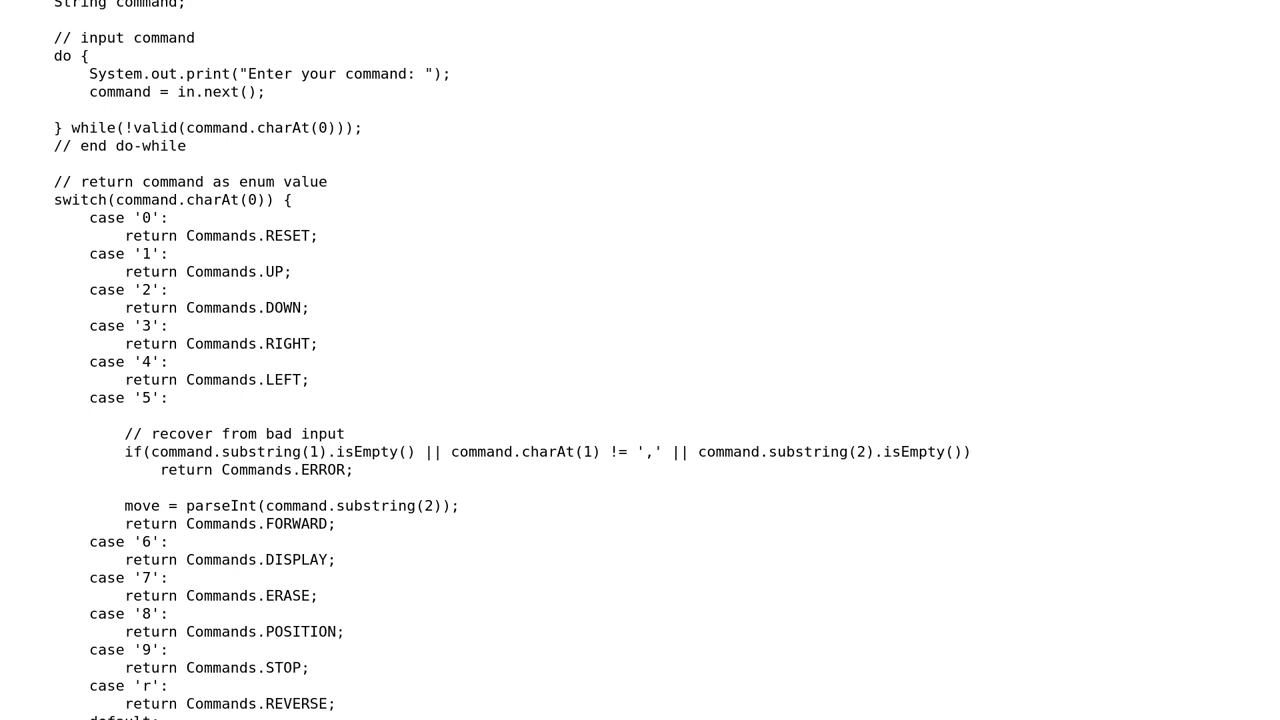 String command;
// input command
do {
System.out.print("Enter your command: ");
command = in.next();
} while(!valid(command.charAt(0)));
// end do-while
// return command as enum value
switch(command.charAt(0)) {
case '0':
return Commands.RESET;
case '1':
return Commands.UP;
case '2':
return Commands.DOWN;
case '3':
return Commands.RIGHT;
case '4':
return Commands.LEFT;
case '5':
// recover from bad input
if(command.substring(1).isEmpty() || command.charAt(1) != ',' || command.substring(2).isEmpty())
return Commands.ERROR;
move = parseInt(command.substring(2));
return Commands.FORWARD;
case '6':
return Commands.DISPLAY;
case '7':
return Commands.ERASE;
case '8':
return Commands.POSITION;
case '9':
return Commands.STOP;
case 'r':
return Commands.REVERSE;
default: